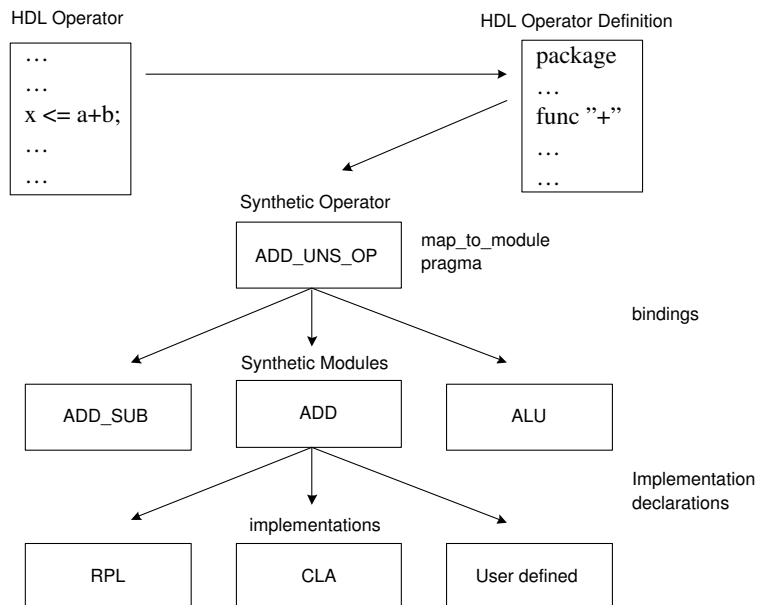 HDL Operator
HDL Operator Definition
…
…
x <= a+b;
…
…
package
…
func ”+”
…
…
Synthetic Operator
ADD_UNS_OP
map_to_module
pragma
bindings
Synthetic Modules
ADD_SUB
ADD
ALU
Implementation
declarations
implementations
RPL
CLA
User defined